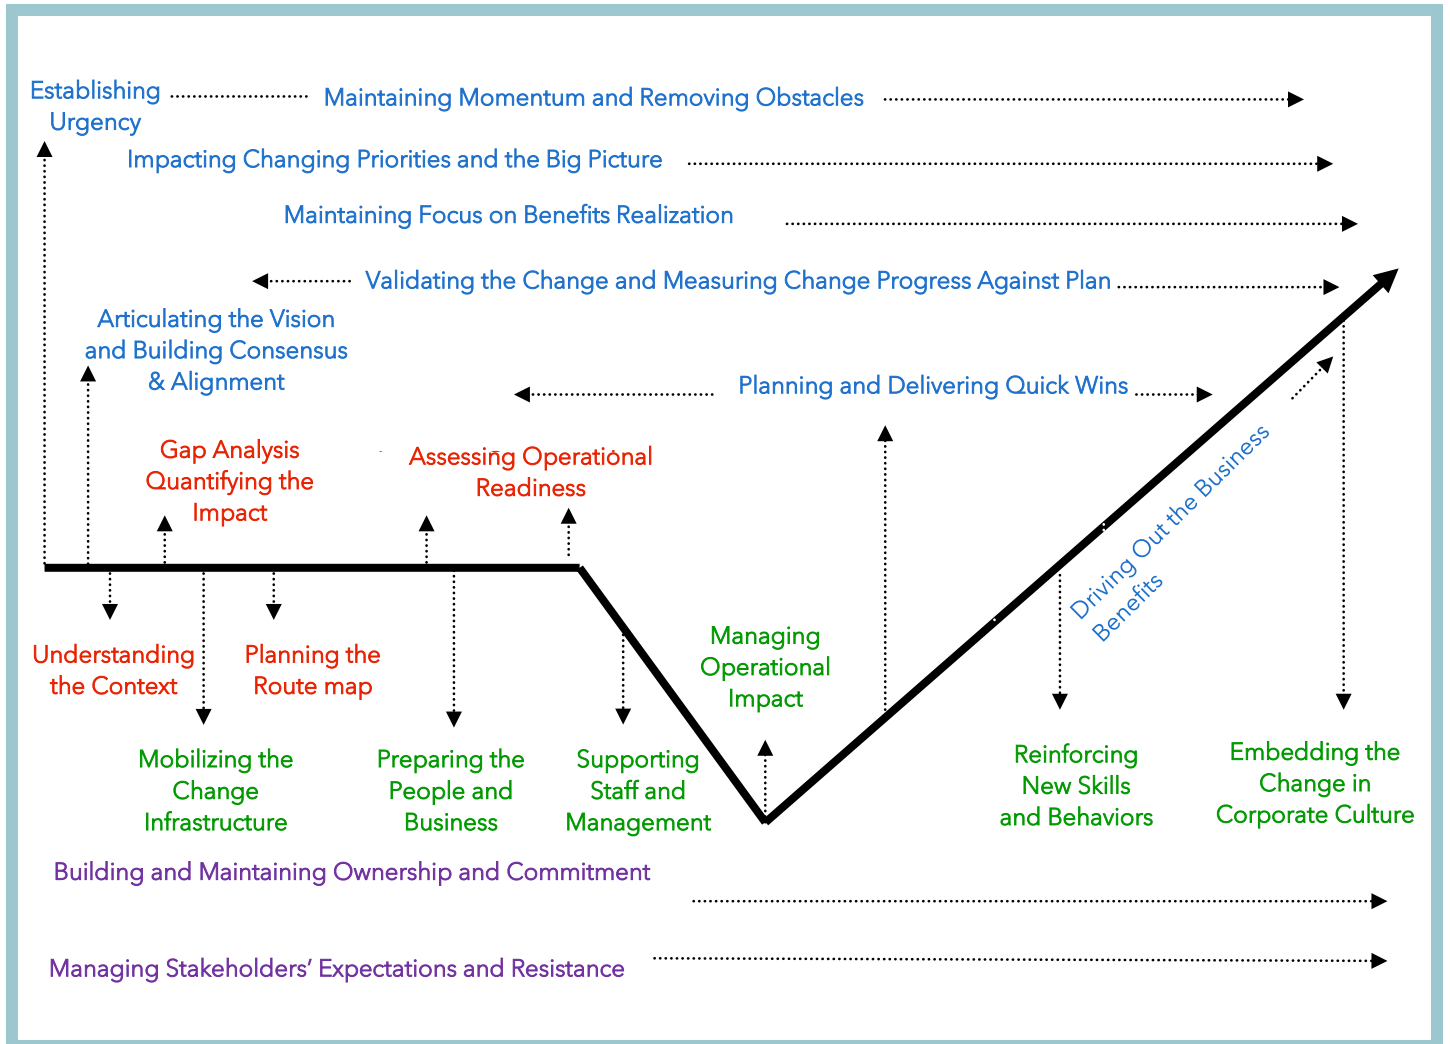 Establishing
Urgency
Maintaining Momentum and Removing Obstacles
Impacting Changing Priorities and the Big Picture
Maintaining Focus on Benefits Realization
Validating the Change and Measuring Change Progress Against Plan
Articulating the Vision
and Building Consensus
& Alignment
Planning and Delivering Quick Wins
Gap Analysis
Quantifying the
Impact
Assessing Operational
Readiness
Driving Out the Business
Benefits
Understanding
the Context
Planning the
Route map
Managing
Operational
Impact
Mobilizing the
Change
Infrastructure
Preparing the
People and
Business
Supporting
Staff and
Management
Reinforcing
New Skills
and Behaviors
Embedding the
Change in
Corporate Culture
Building and Maintaining Ownership and Commitment
Managing Stakeholders’ Expectations and Resistance